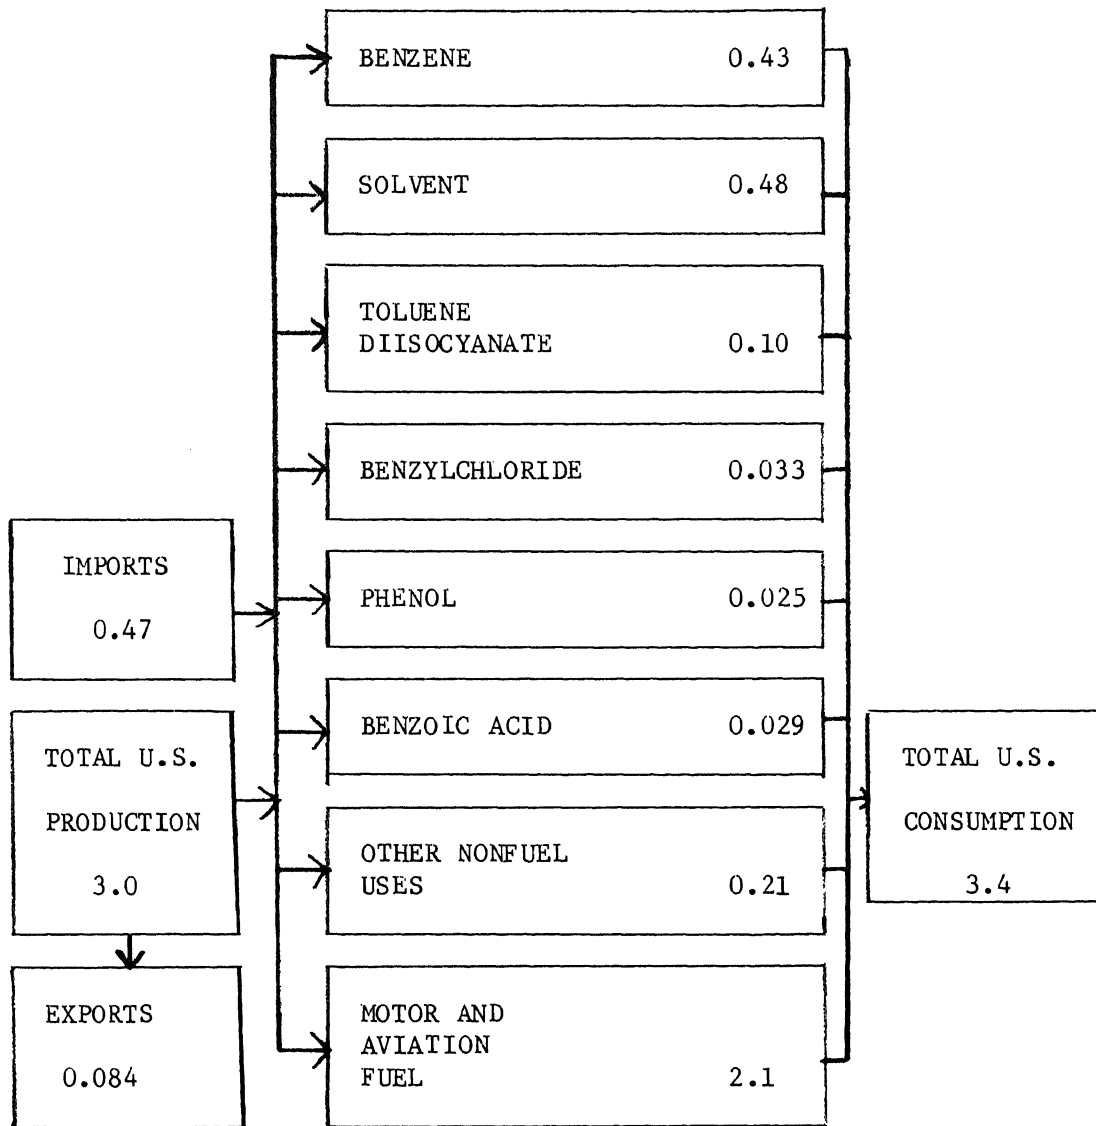 BENZENE 0.43
SOLVENT 0.48
TOLUENE
DIISOCYANATE 0.10
BENZYLCHLORIDE 0.033
IMPORTS
0.47
PHENOL 0.025
BENZOIC ACID 0.029
TOTAL U.S.
PRODUCTION
3.0
OTHER NONFUEL
USES 0.21
TOTAL U.S.
CONSUMPTION
3.4
EXPORTS
0.084
MOTOR AND
AVIATION
FUEL 2.1